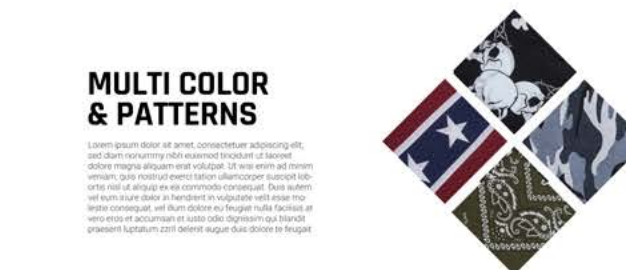 MULTI COLOR
& PATTERNS
Lorem ipsum dolor sit amet, consectetuer adipiscing elit,
sed diam nonummy nibh euismod tincidunt ut laoreet
dolore magna aliquam erat volutpat. Ut wisi enim ad minim
veniam, quis nostrud exerci tation ullamcorper suscipit lob-
ortis nisl ut aliquip ex ea commodo consequat. Duis autem
vel eum iriure dolor in hendrerit in vulputate velit esse mo-
lestie consequat, vel illum dolore eu feugiat nulla facilisis at
vero eros et accumsan et iusto odio dignissim qui blandit
praesent luptatum zzril delenit augue duis dolore te feugait